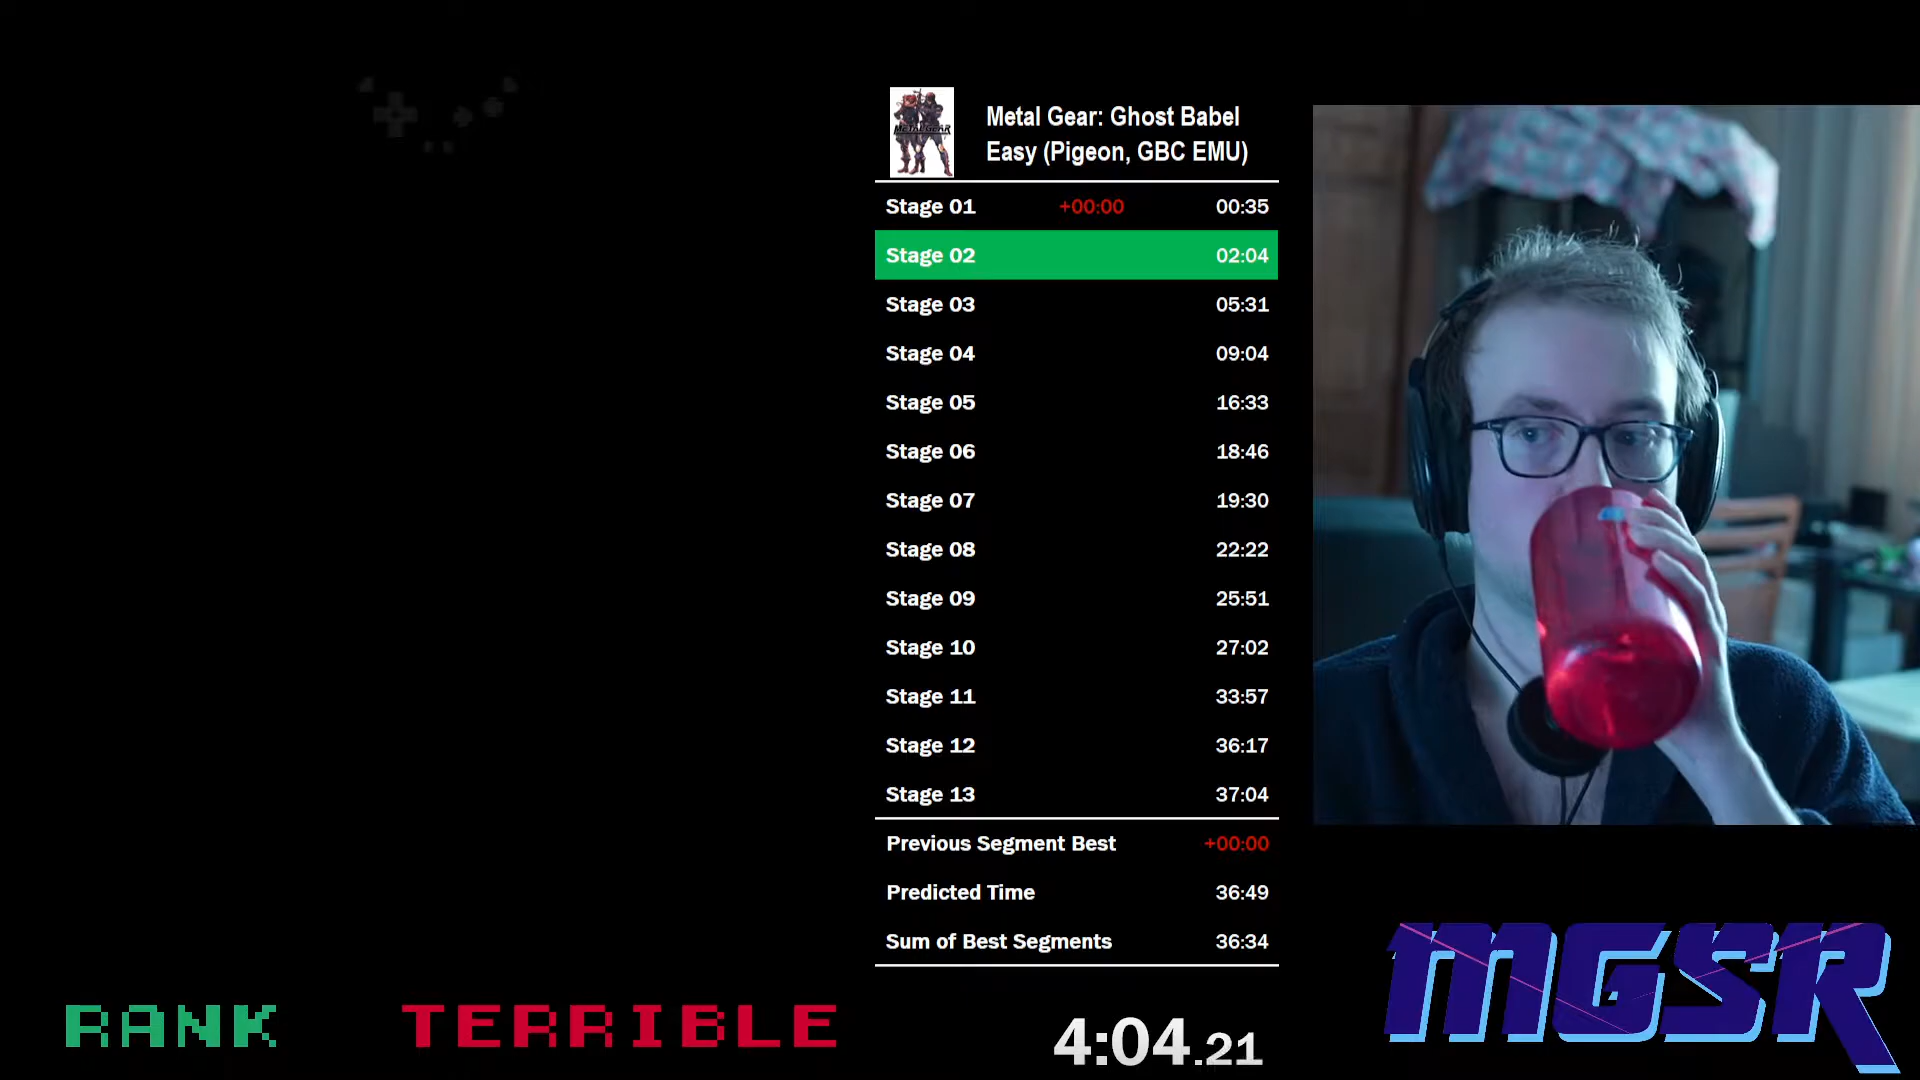 Metal Gear: Ghost Babel
Easy (Pigeon, GBC EMU)
Stage 01 +00:00 00:35
Stage 02 02:04
Stage 03 05:31
Stage 04 09:04
Stage 05 16:33
Stage 06 18:46
Stage 07 19:30
Stage 08 22:22
Stage 09 25:51
Stage 10 27:02
Stage 11 33:57
Stage 12 36:17
Stage 13 37:04
Previous Segment Best +00:00
Predicted Time 36:49
Sum of Best Segments 36:34
4:04.21
RANK TERRIBLE
MGSR
METAL GEAR